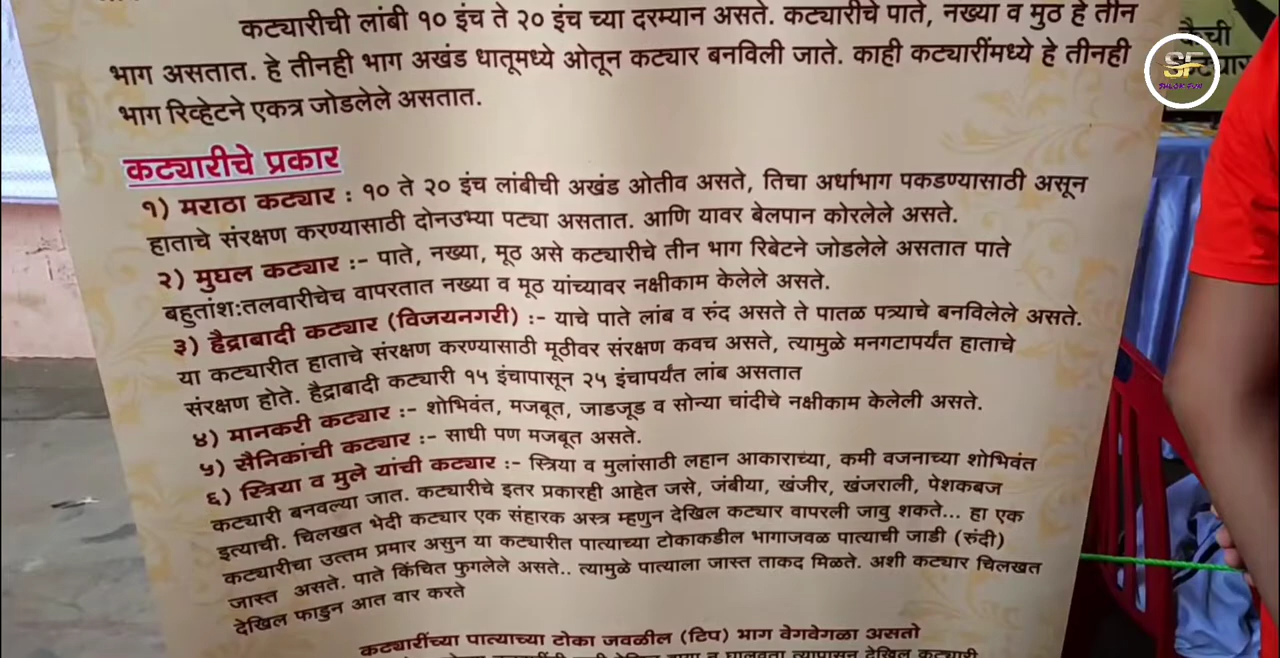 कट्यारीची लांबी १० इंच ते २० इंच च्या दरम्यान असते. कट्यारीचे पाते, नख्या व मुठ हे तीन
भाग असतात. हे तीनही भाग अखंड धातूमध्ये ओतून कट्यार बनविली जाते. काही कट्यारींमध्ये हे तीनही
भाग रिव्हेटने एकत्र जोडलेले असतात.
कट्यारीचे प्रकार
१) मराठा कट्यार : १० ते २० इंच लांबीची अखंड ओतीव असते, तिचा अर्धाभाग पकडण्यासाठी असून
हाताचे संरक्षण करण्यासाठी दोनउभ्या पट्या असतात. आणि यावर बेलपान कोरलेले असते.
२) मुघल कट्यार :- पाते, नख्या, मूठ असे कट्यारीचे तीन भाग रिबेटने जोडलेले असतात पाते
बहुतांश:तलवारीचेच वापरतात नख्या व मूठ यांच्यावर नक्षीकाम केलेले असते.
३) हैद्राबादी कट्यार (विजयनगरी) :- याचे पाते लांब व रुंद असते ते पातळ पत्र्याचे बनविलेले असते.
या कट्यारीत हाताचे संरक्षण करण्यासाठी मूठीवर संरक्षण कवच असते, त्यामुळे मनगटापर्यंत हाताचे
संरक्षण होते. हैद्राबादी कट्यारी १५ इंचापासून २५ इंचापर्यंत लांब असतात
४) मानकरी कट्यार :- शोभिवंत, मजबूत, जाडजूड व सोन्या चांदीचे नक्षीकाम केलेली असते.
५) सैनिकांची कट्यार :- साधी पण मजबूत असते.
६) स्त्रिया व मुले यांची कट्यार :- स्त्रिया व मुलांसाठी लहान आकाराच्या, कमी वजनाच्या शोभिवंत
कट्यारी बनवल्या जात. कट्यारीचे इतर प्रकारही आहेत जसे, जंबीया, खंजीर, खंजराली, पेशकबज
इत्याची. चिलखत भेदी कट्यार एक संहारक अस्त्र म्हणुन देखिल कट्यार वापरली जावु शकते... हा एक
कट्यारीचा उत्तम प्रमार असुन या कट्यारीत पात्याच्या टोकाकडील भागाजवळ पात्याची जाडी (रुंदी)
जास्त असते. पाते किंचित फुगलेले असते.. त्यामुळे पात्याला जास्त ताकद मिळते. अशी कट्यार चिलखत
देखिल फाडुन आत वार करते
कट्यारींच्या पात्याच्या टोका जवळील (टिप) भाग वेगवेगळा असतो
कैची
SF